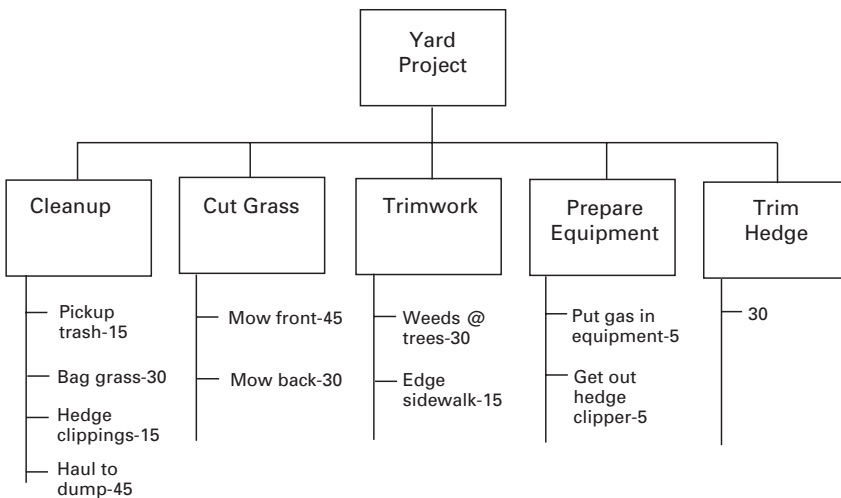 Yard
Project
Cleanup
Cut Grass
Trimwork
Prepare
Equipment
Trim
Hedge
Pickup
trash-15
Bag grass-30
Hedge
clippings-15
Haul to
dump-45
Mow front-45
Mow back-30
Weeds @
trees-30
Edge
sidewalk-15
Put gas in
equipment-5
Get out
hedge
clipper-5
30